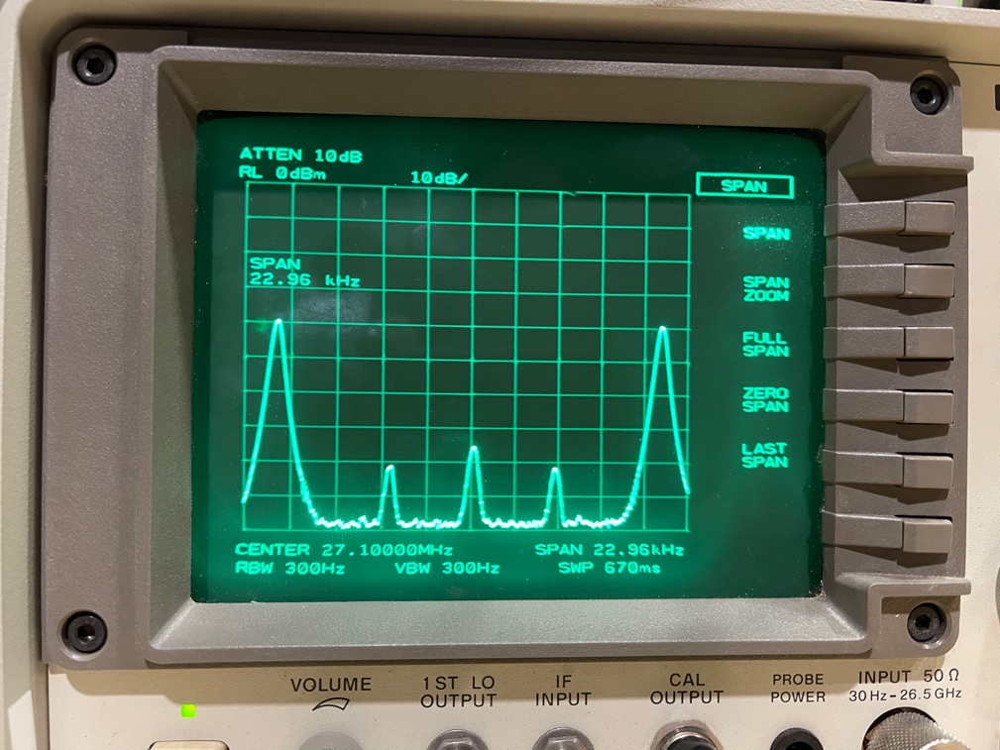 ATTEN 10dB
RL 0dBm 10dB/
SPAN
22.96 kHz
CENTER 27.10000MHz SPAN 22.96kHz
RBW 300Hz VBW 300Hz SWP 670ms
SPAN
SPAN
SPAN
ZOOM
FULL
SPAN
ZERO
SPAN
LAST
SPAN
VOLUME
1ST LO
OUTPUT
IF
INPUT
CAL
OUTPUT
PROBE
POWER
INPUT 50 Ω
30 Hz - 26.5 GHz